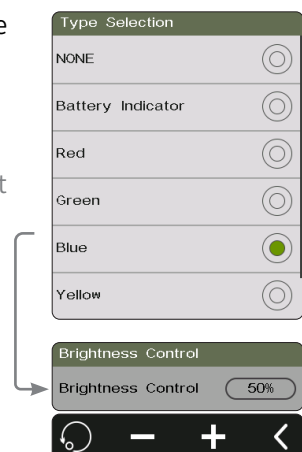 e
Type Selection
NONE
Battery Indicator
Red
t
Green
Blue
Yellow
Brightness Control
Brightness Control 50%